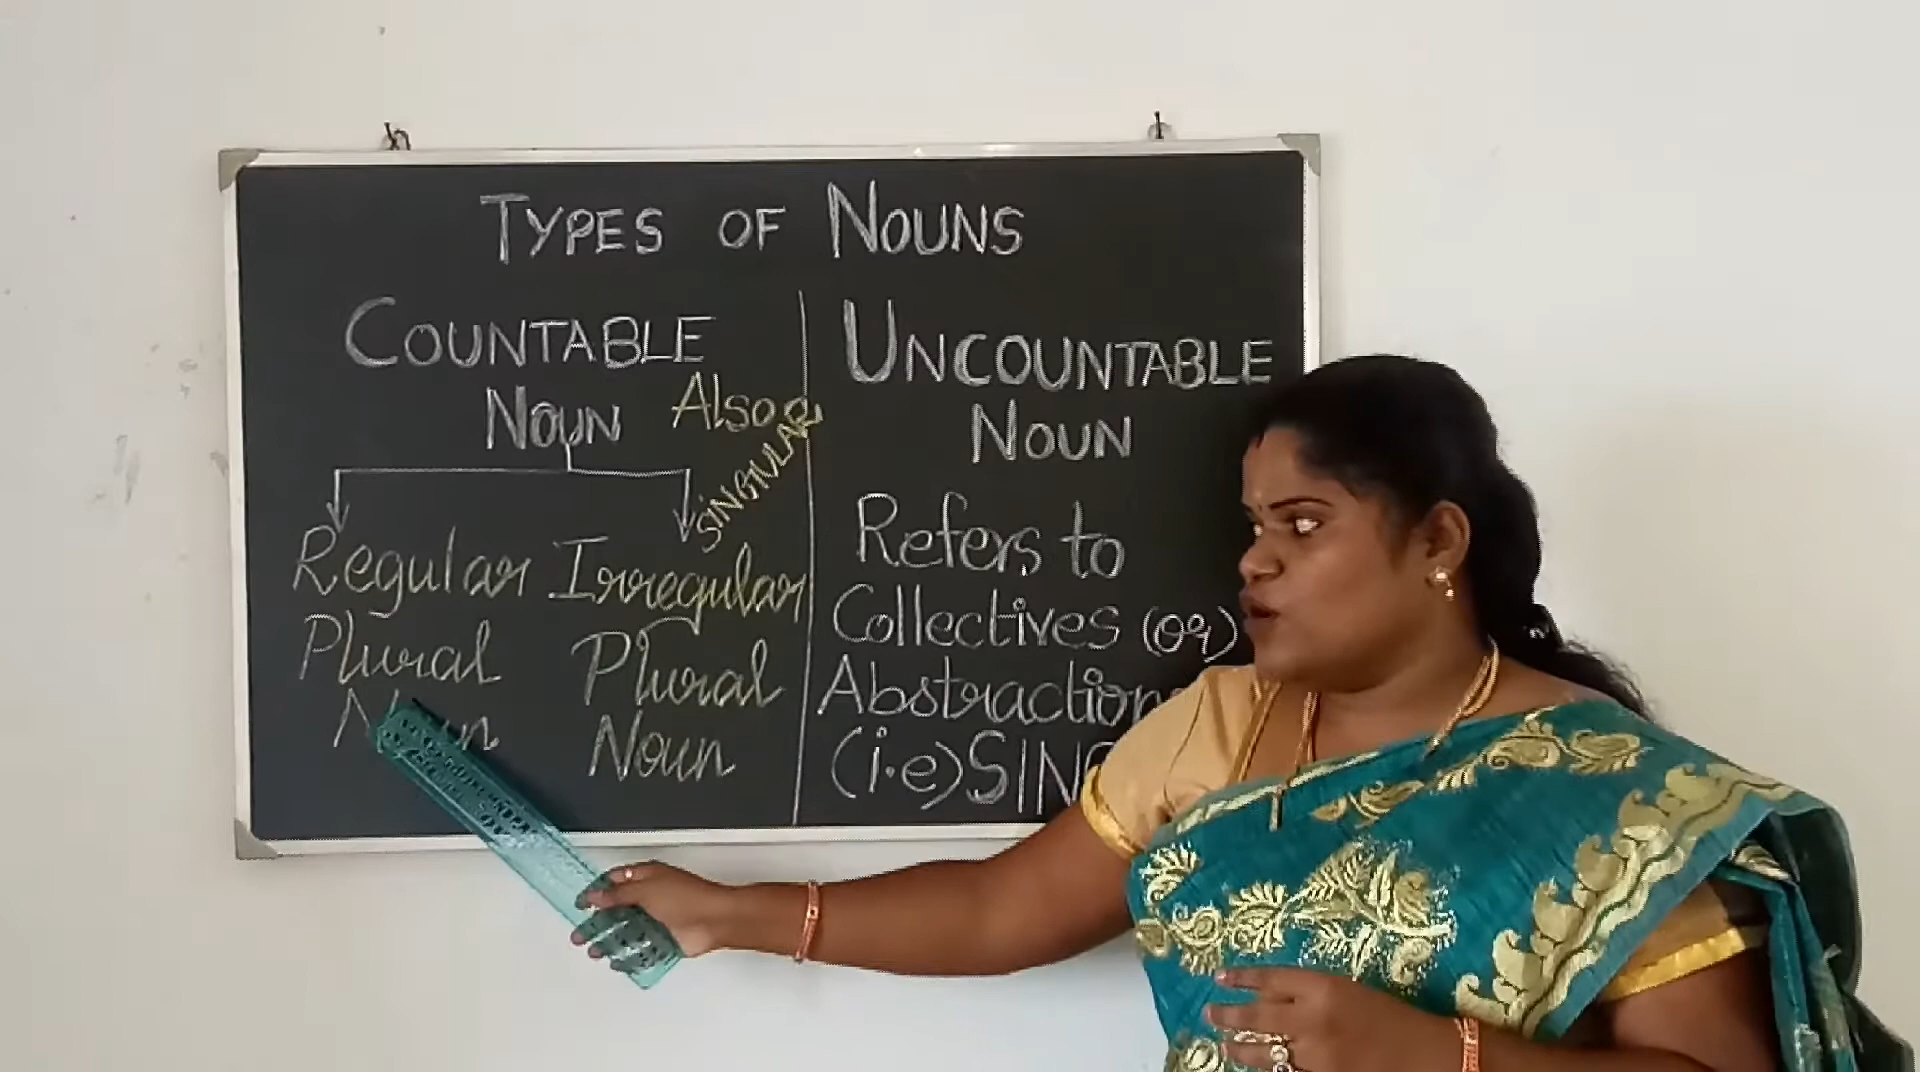 TYPES OF NOUNS
COUNTABLE
NOUN
Also
SINGULAR
Regular
Plural
Irregular
Plural
Noun
UNCOUNTABLE
NOUN
Refers to
Collectives (or)
Abstraction
(i.e)